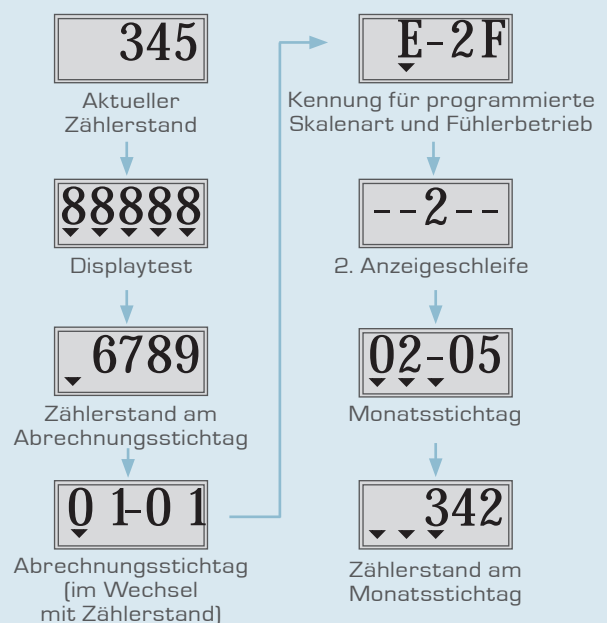 345
Aktueller
Zählerstand
88888
Displaytest
6789
Zählerstand am
Abrechnungsstichtag
01-01
Abrechnungsstichtag
(im Wechsel
mit Zählerstand)
E-2F
Kennung für programmierte
Skalenart und Fühlerbetrieb
--2--
2. Anzeigeschleife
02-05
Monatsstichtag
342
Zählerstand am
Monatsstichtag